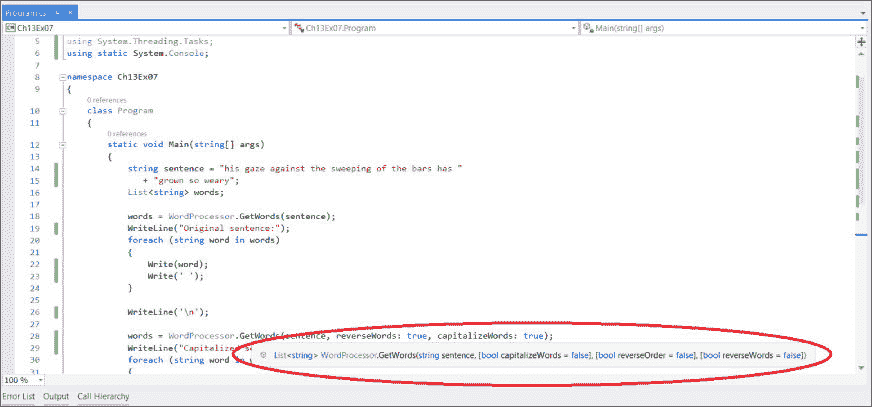 Program.cs
Ch13Ex07 Ch13Ex07.Program Main(string[] args)
5 using System.Threading.Tasks;
6 using static System.Console;
7
8 namespace Ch13Ex07
9 {
0 references
10 class Program
11 {
0 references
12 static void Main(string[] args)
13 {
14 string sentence = "his gaze against the sweeping of the bars has "
15 + "grown so weary";
16 List<string> words;
17
18 words = WordProcessor.GetWords(sentence);
19 WriteLine("Original sentence:");
20 foreach (string word in words)
21 {
22 Write(word);
23 Write(' ');
24 }
25
26 WriteLine('\n');
27
28 words = WordProcessor.GetWords(sentence, reverseWords: true, capitalizeWords: true);
29 WriteLine("Capitalized
List<string> WordProcessor.GetWords(string sentence, [bool capitalizeWords = false], [bool reverseOrder = false], [bool reverseWords = false])
30 foreach (string word
31 {
100 %
Error List Output Call Hierarchy